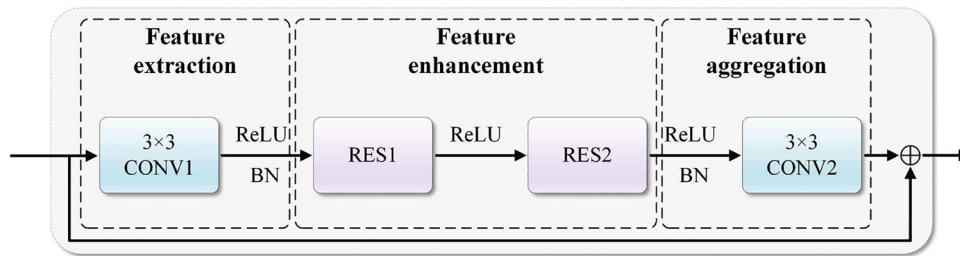 Feature
extraction
Feature
enhancement
Feature
aggregation
3×3
CONV1
ReLU
BN
RES1
ReLU
RES2
ReLU
BN
3×3
CONV2